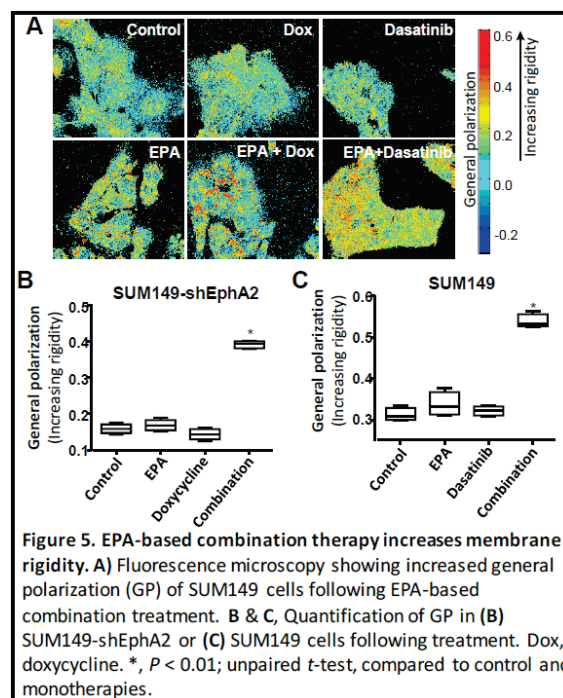 A
Control
Dox
Dasatinib
EPA
EPA + Dox
EPA+Dasatinib
0.6
0.4
0.2
0.0
-0.2
General polarization
Increasing rigidity
B
SUM149-shEphA2
General polarization
(Increasing rigidity)
0.5
0.4
0.3
0.2
0.1
*
Control
EPA
Doxycycline
Combination
C
SUM149
General polarization
(Increasing rigidity)
0.6
0.5
0.4
0.3
*
Control
EPA
Dasatinib
Combination
Figure 5. EPA-based combination therapy increases membrane
rigidity. A) Fluorescence microscopy showing increased general
polarization (GP) of SUM149 cells following EPA-based
combination treatment. B & C, Quantification of GP in (B)
SUM149-shEphA2 or (C) SUM149 cells following treatment. Dox,
doxycycline. *, P < 0.01; unpaired t-test, compared to control and
monotherapies.